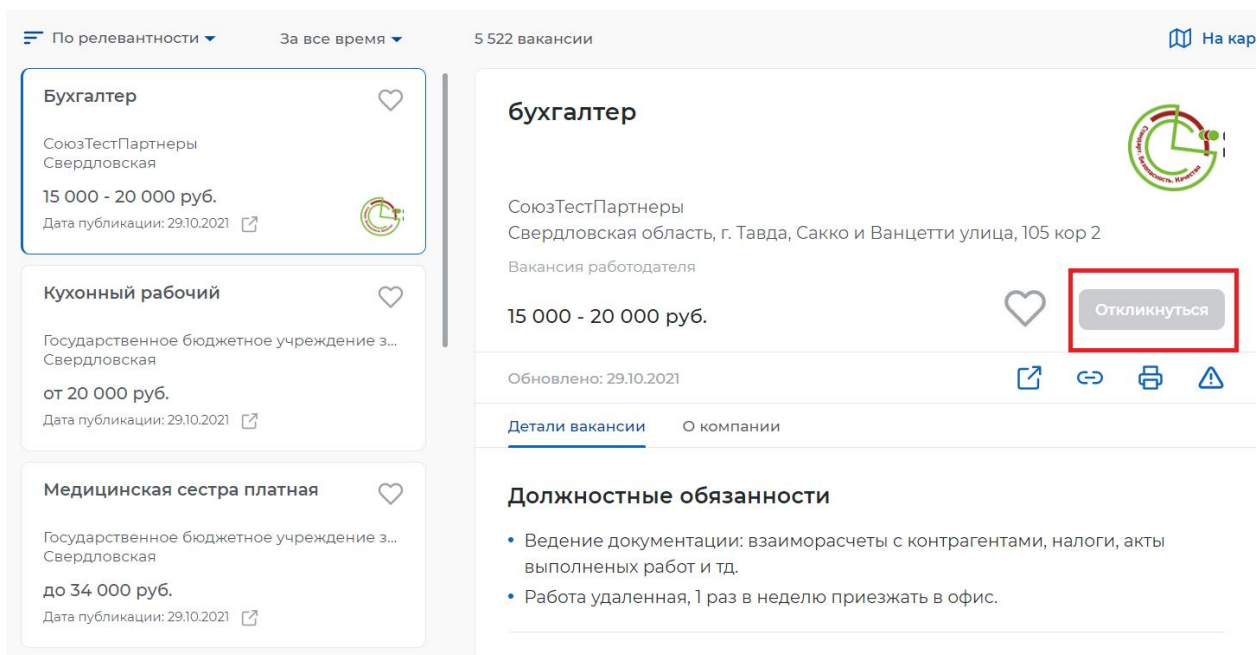 По релевантности
За все время
5 522 вакансии
На кар
Бухгалтер
СоюзТестПартнеры
Свердловская
15 000 - 20 000 руб.
Дата публикации: 29.10.2021
Кухонный рабочий
Государственное бюджетное учреждение з...
Свердловская
от 20 000 руб.
Дата публикации: 29.10.2021
Медицинская сестра платная
Государственное бюджетное учреждение з...
Свердловская
до 34 000 руб.
Дата публикации: 29.10.2021
бухгалтер
Стандарт. Безопасность. Качество
СоюзТестПартнеры
Свердловская область, г. Тавда, Сакко и Ванцетти улица, 105 кор 2
Вакансия работодателя
15 000 - 20 000 руб.
Откликнуться
Обновлено: 29.10.2021
Детали вакансии
О компании
Должностные обязанности
• Ведение документации: взаиморасчеты с контрагентами, налоги, акты
выполненых работ и тд.
• Работа удаленная, 1 раз в неделю приезжать в офис.